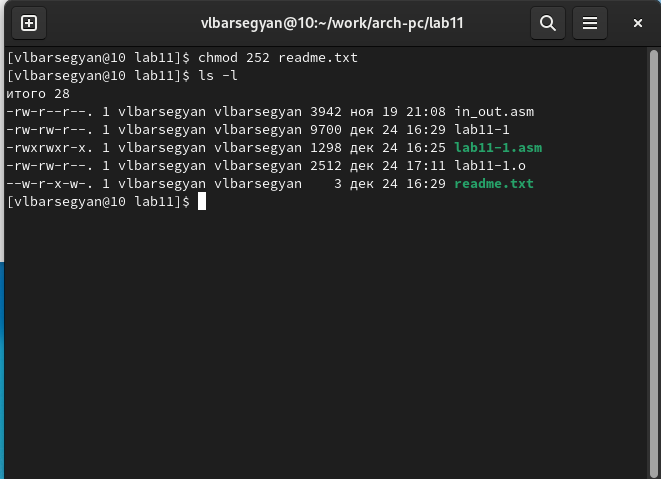 vlbarsegyan@10:~/work/arch-pc/lab11
[vlbarsegyan@10 lab11]$ chmod 252 readme.txt
[vlbarsegyan@10 lab11]$ ls -l
итого 28
-rw-r--r--. 1 vlbarsegyan vlbarsegyan 3942 ноя 19 21:08 in_out.asm
-rw-rw-r--. 1 vlbarsegyan vlbarsegyan 9700 дек 24 16:29 lab11-1
-rwxrwxr-x. 1 vlbarsegyan vlbarsegyan 1298 дек 24 16:25 lab11-1.asm
-rw-rw-r--. 1 vlbarsegyan vlbarsegyan 2512 дек 24 17:11 lab11-1.o
--w-r-x-w-. 1 vlbarsegyan vlbarsegyan    3 дек 24 16:29 readme.txt
[vlbarsegyan@10 lab11]$